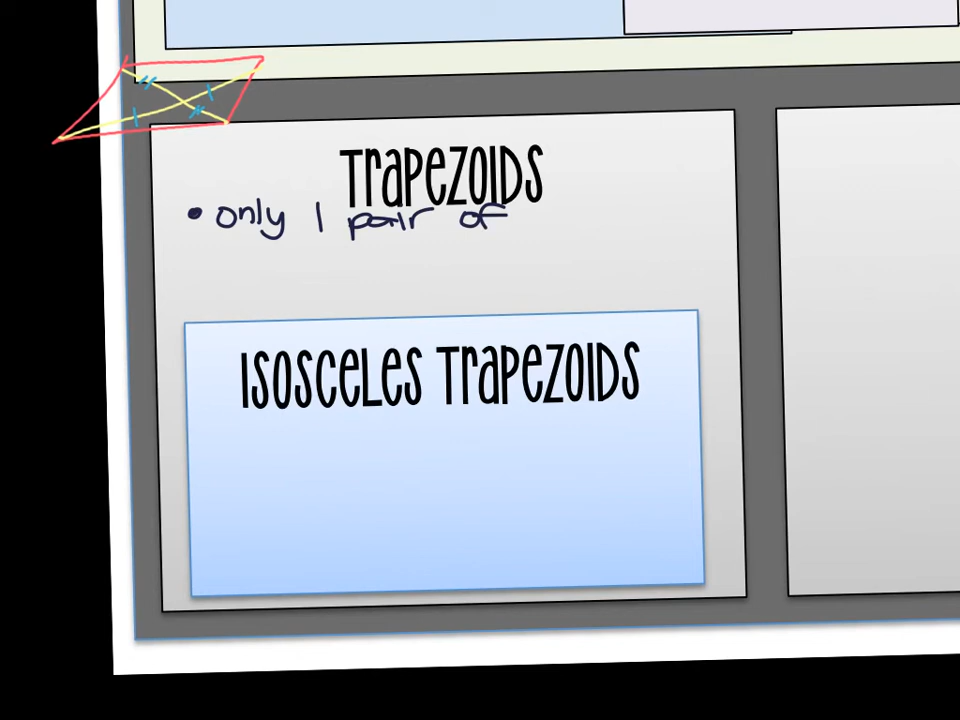 Trapezoids
• only 1 pair of
Isosceles Trapezoids